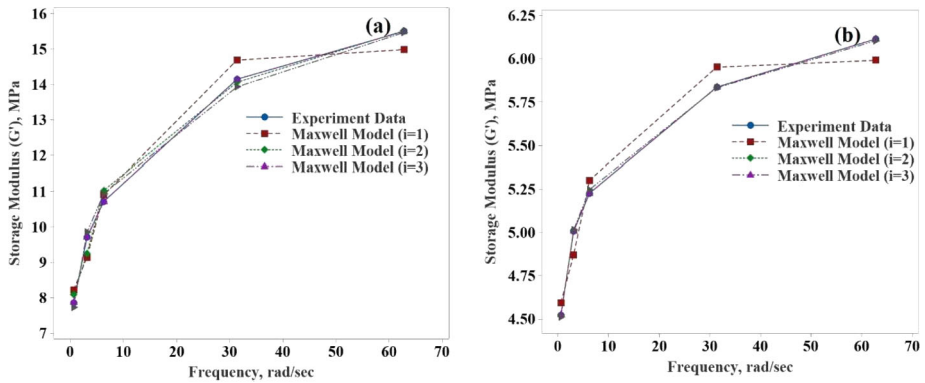 16
15
14
13
12
11
10
9
8
7
Storage Modulus (G'), MPa
(a)
Experiment Data
Maxwell Model (i=1)
Maxwell Model (i=2)
Maxwell Model (i=3)
0 10 20 30 40 50 60 70
Frequency, rad/sec
6.25
6.00
5.75
5.50
5.25
5.00
4.75
4.50
Storage Modulus (G'), MPa
(b)
Experiment Data
Maxwell Model (i=1)
Maxwell Model (i=2)
Maxwell Model (i=3)
0 10 20 30 40 50 60 70
Frequency, rad/sec